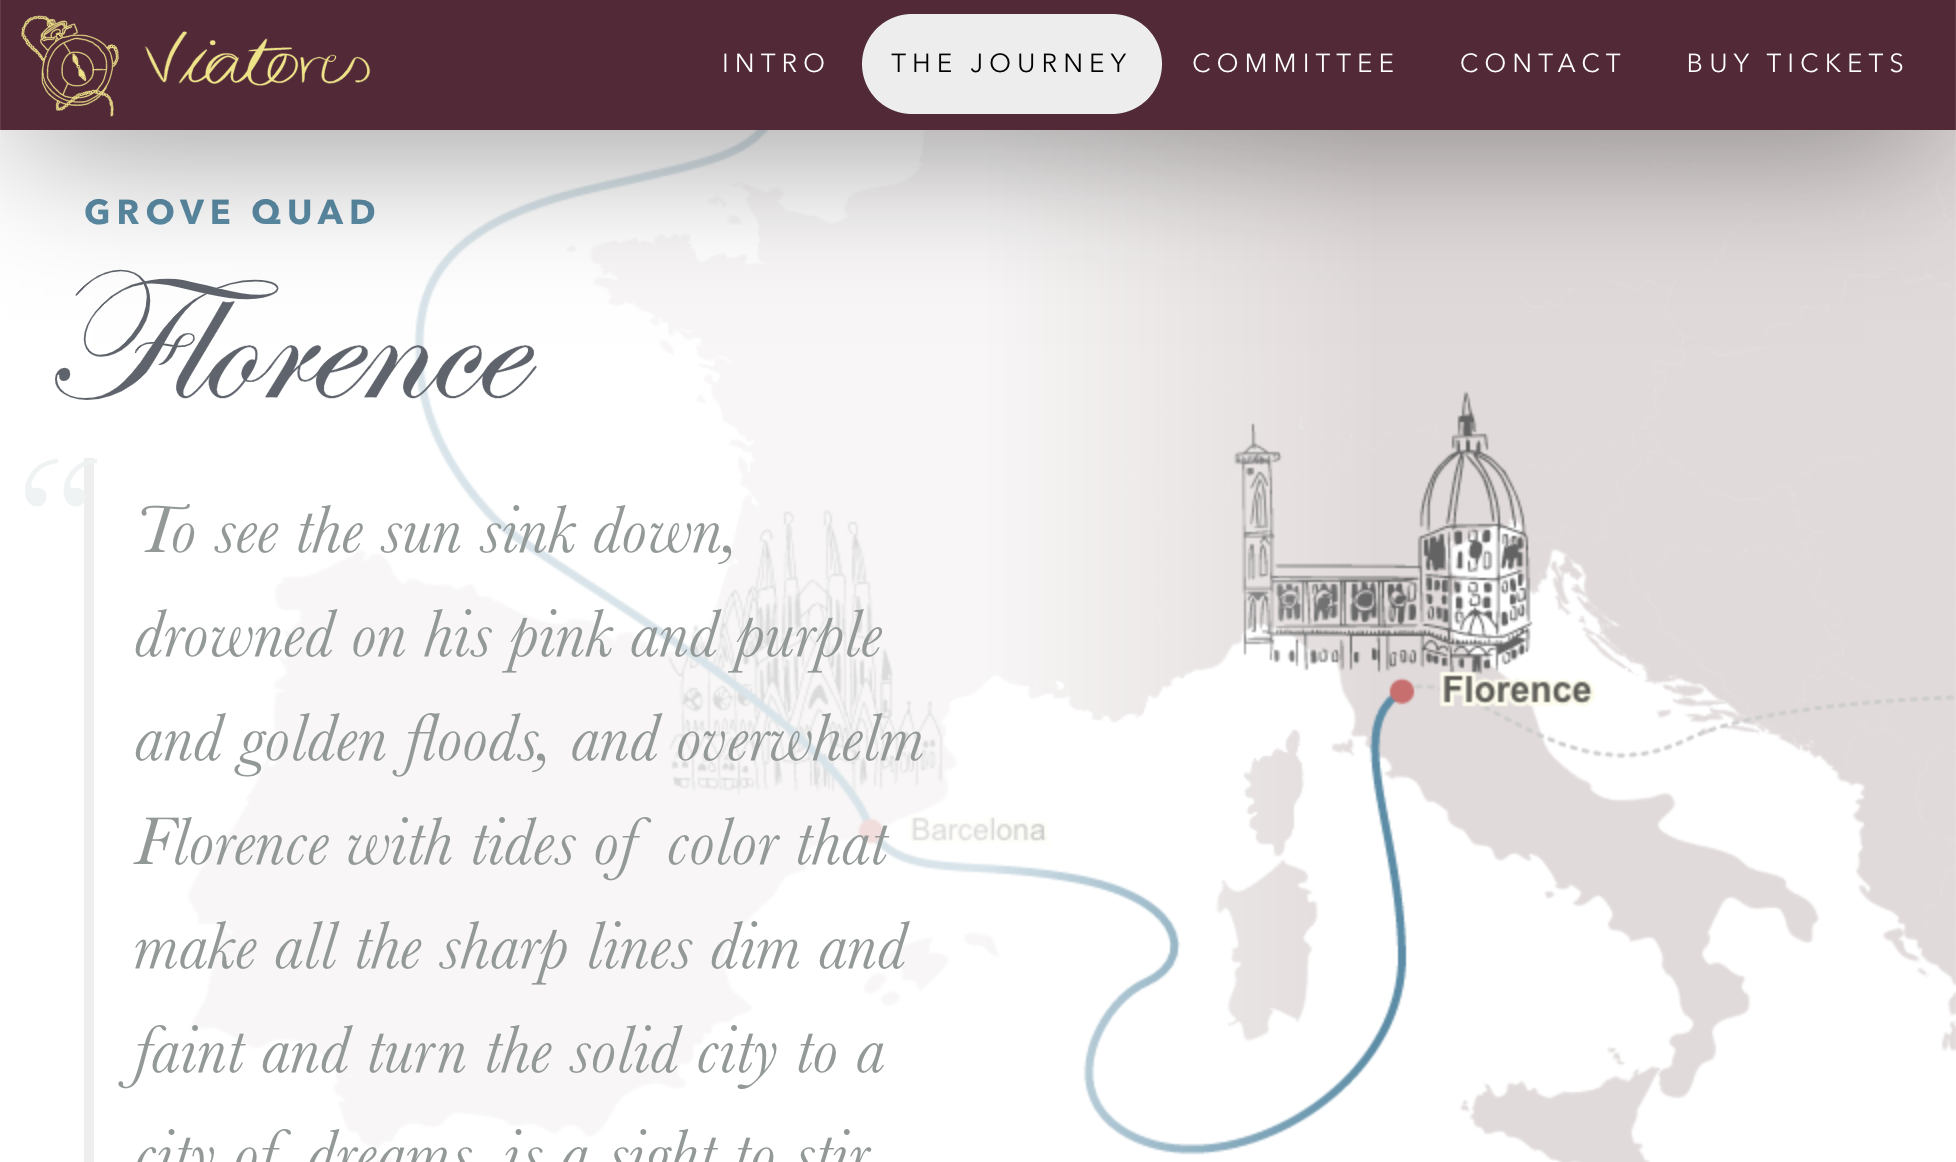 Viatores
INTRO
THE JOURNEY
COMMITTEE
CONTACT
BUY TICKETS
GROVE QUAD
Florence
“
To see the sun sink down,
drowned on his pink and purple
and golden floods, and overwhelm
Florence with tides of color that
make all the sharp lines dim and
faint and turn the solid city to a
city of dreams, is a sight to stir
Florence
Barcelona